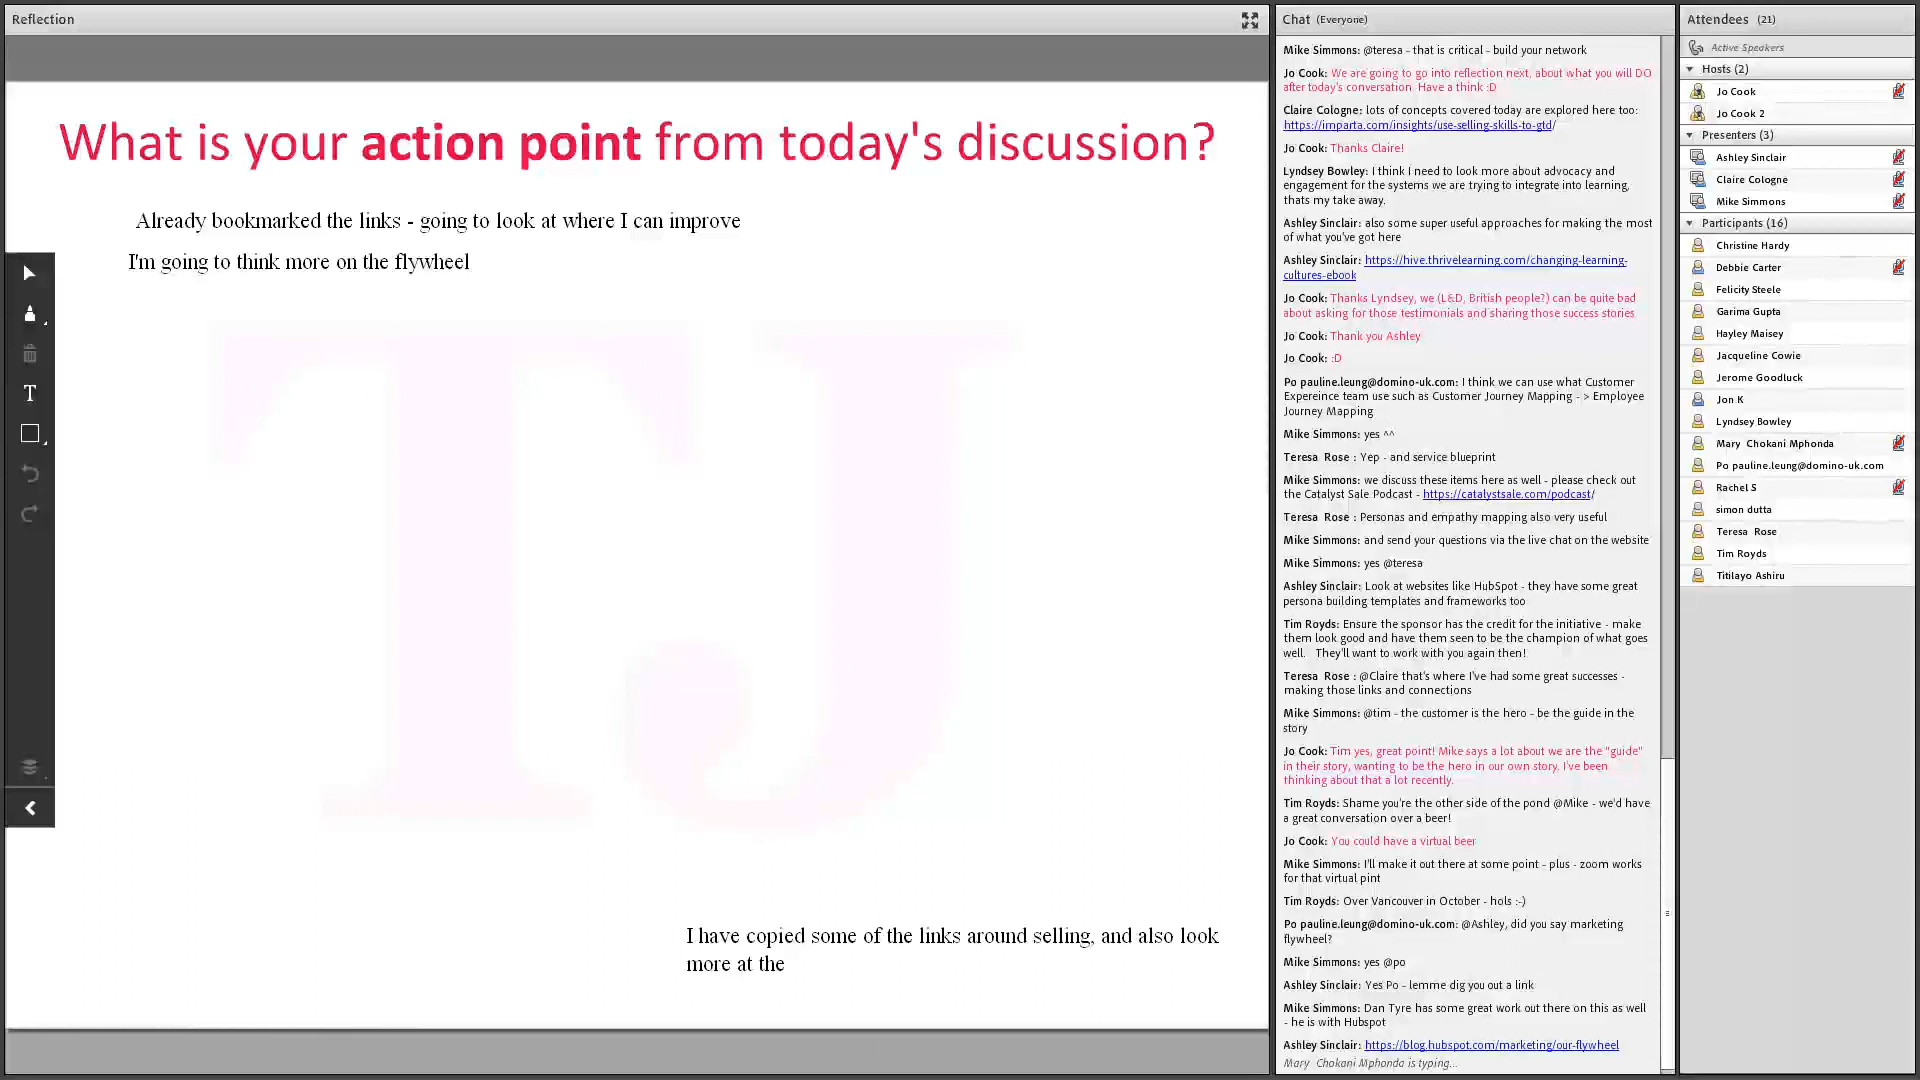 Reflection
What is your action point from today's discussion?
Already bookmarked the links - going to look at where I can improve
I'm going to think more on the flywheel
T
TJ
I have copied some of the links around selling, and also look
more at the
Chat (Everyone)
Mike Simmons: @teresa - that is critical - build your network
Jo Cook: We are going to go into reflection next, about what you will DO
after today's conversation. Have a think :D
Claire Cologne: lots of concepts covered today are explored here too:
https://imparta.com/insights/use-selling-skills-to-gtd/
Jo Cook: Thanks Claire!
Lyndsey Bowley: I think I need to look more about advocacy and
engagement for the systems we are trying to integrate into learning,
thats my take away.
Ashley Sinclair: also some super useful approaches for making the most
of what you've got here
Ashley Sinclair: https://hive.thrivelearning.com/changing-learning-
cultures-ebook
Jo Cook: Thanks Lyndsey, we (L&D, British people?) can be quite bad
about asking for those testimonials and sharing those success stories
Jo Cook: Thank you Ashley
Jo Cook: :D
Po pauline.leung@domino-uk.com: I think we can use what Customer
Expereince team use such as Customer Journey Mapping - > Employee
Journey Mapping
Mike Simmons: yes ^^
Teresa Rose : Yep - and service blueprint
Mike Simmons: we discuss these items here as well - please check out
the Catalyst Sale Podcast - https://catalystsale.com/podcast/
Teresa Rose : Personas and empathy mapping also very useful
Mike Simmons: and send your questions via the live chat on the website
Mike Simmons: yes @teresa
Ashley Sinclair: Look at websites like HubSpot - they have some great
persona building templates and frameworks too
Tim Royds: Ensure the sponsor has the credit for the initiative - make
them look good and have them seen to be the champion of what goes
well. They'll want to work with you again then!
Teresa Rose : @Claire that's where I've had some great successes -
making those links and connections
Mike Simmons: @tim - the customer is the hero - be the guide in the
story
Jo Cook: Tim yes, great point! Mike says a lot about we are the "guide"
in their story, wanting to be the hero in our own story. I've been
thinking about that a lot recently.
Tim Royds: Shame you're the other side of the pond @Mike - we'd have
a great conversation over a beer!
Jo Cook: You could have a virtual beer
Mike Simmons: I'll make it out there at some point - plus - zoom works
for that virtual pint
Tim Royds: Over Vancouver in October - hols :-)
Po pauline.leung@domino-uk.com: @Ashley, did you say marketing
flywheel?
Mike Simmons: yes @po
Ashley Sinclair: Yes Po - lemme dig you out a link
Mike Simmons: Dan Tyre has some great work out there on this as well
- he is with Hubspot
Ashley Sinclair: https://blog.hubspot.com/marketing/our-flywheel
Mary Chokani Mphonda is typing...
Attendees (21)
Active Speakers
Hosts (2)
Jo Cook
Jo Cook 2
Presenters (3)
Ashley Sinclair
Claire Cologne
Mike Simmons
Participants (16)
Christine Hardy
Debbie Carter
Felicity Steele
Garima Gupta
Hayley Maisey
Jacqueline Cowie
Jerome Goodluck
Jon K
Lyndsey Bowley
Mary Chokani Mphonda
Po pauline.leung@domino-uk.com
Rachel S
simon dutta
Teresa Rose
Tim Royds
Titilayo Ashiru